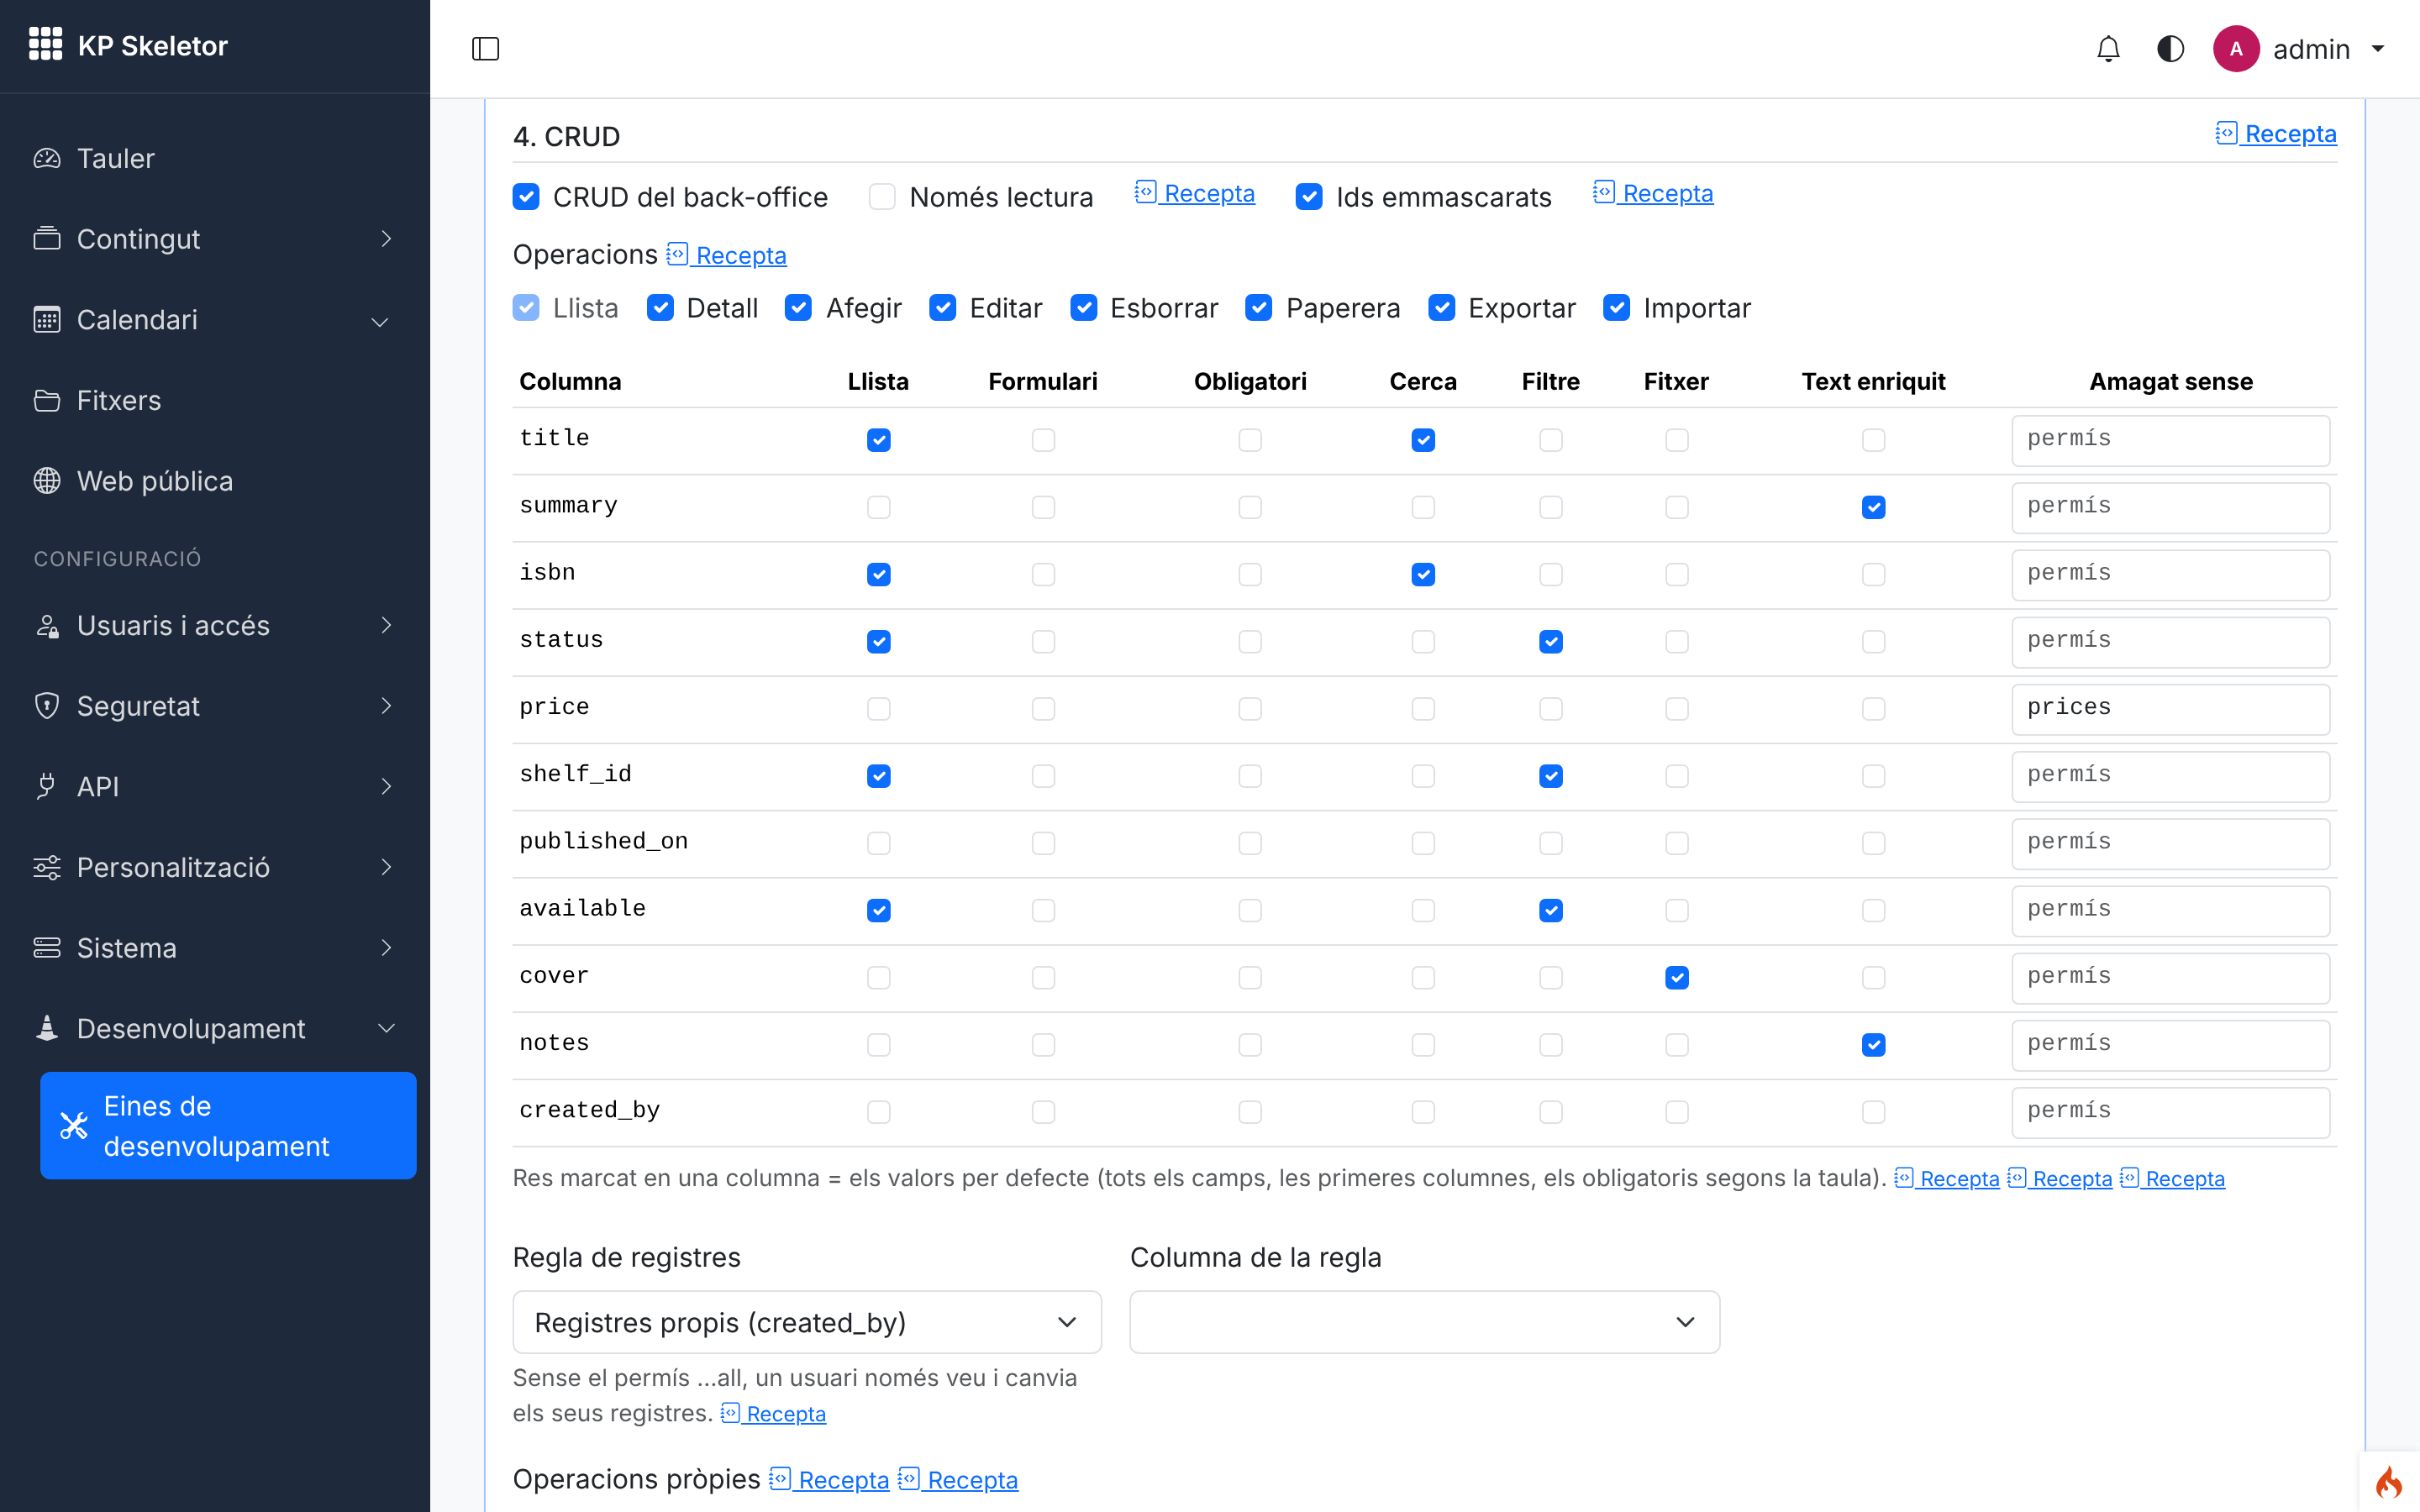 KP Skeletor
admin
A
Tauler
Contingut
Calendari
Fitxers
Web pública
CONFIGURACIÓ
Usuaris i accés
Seguretat
API
Personalització
Sistema
Desenvolupament
Eines de
desenvolupament
4. CRUD Recepta
CRUD del back-office Només lectura Recepta Ids emmascarats Recepta
Operacions Recepta
Llista Detall Afegir Editar Esborrar Paperera Exportar Importar
Columna Llista Formulari Obligatori Cerca Filtre Fitxer Text enriquit Amagat sense
title permís
summary permís
isbn permís
status permís
price prices
shelf_id permís
published_on permís
available permís
cover permís
notes permís
created_by permís
Res marcat en una columna = els valors per defecte (tots els camps, les primeres columnes, els obligatoris segons la taula). Recepta Recepta Recepta
Regla de registres Columna de la regla
Registres propis (created_by)
Sense el permís ...all, un usuari només veu i canvia
els seus registres. Recepta
Operacions pròpies Recepta Recepta